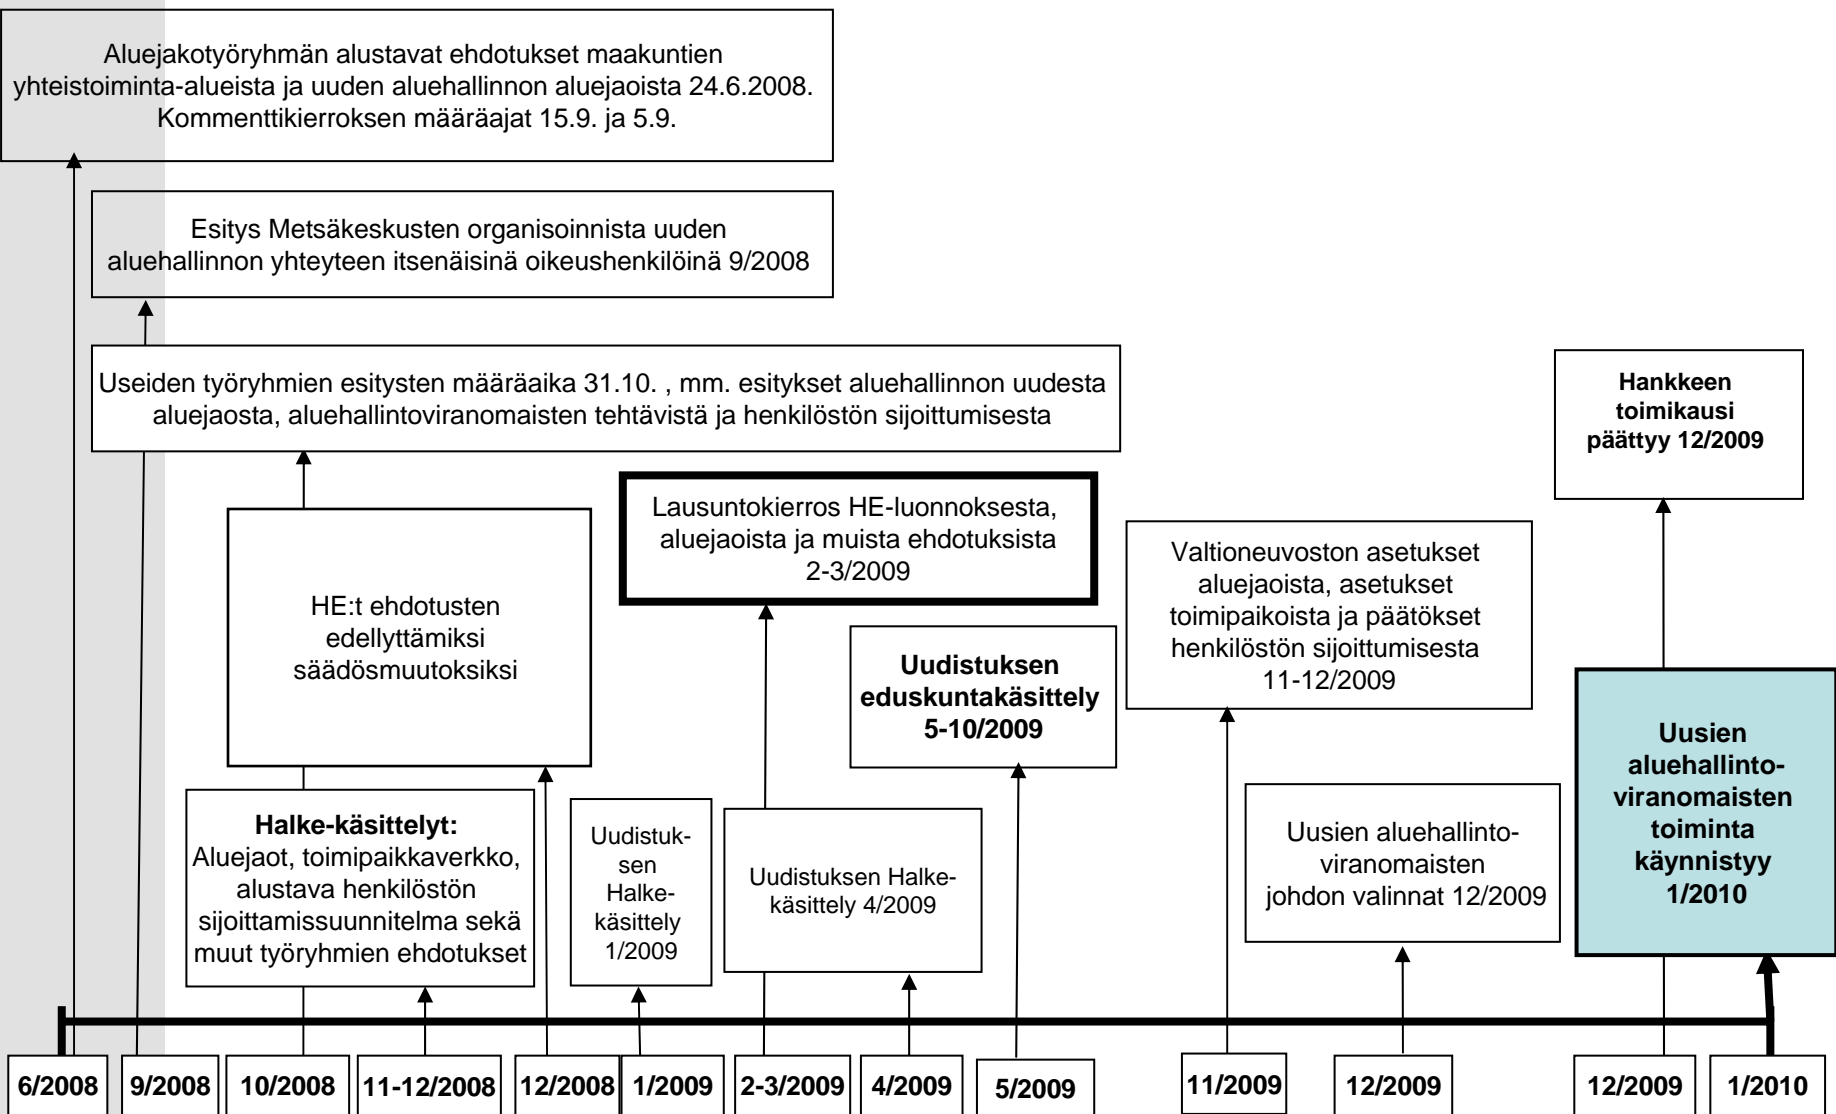 Aluejakotyöryhmän alustavat ehdotukset maakuntien
yhteistoiminta-alueista ja uuden aluehallinnon aluejaoista 24.6.2008.
Kommenttikierroksen määräajat 15.9. ja 5.9.
Esitys Metsäkeskusten organisoinnista uuden
aluehallinnon yhteyteen itsenäisinä oikeushenkilöinä 9/2008
Useiden työryhmien esitysten määräaika 31.10. , mm. esitykset aluehallinnon uudesta
aluejaosta, aluehallintoviranomaisten tehtävistä ja henkilöstön sijoittumisesta
Hankkeen
toimikausi
päättyy 12/2009
Lausuntokierros HE-luonnoksesta,
aluejaoista ja muista ehdotuksista
2-3/2009
HE:t ehdotusten
edellyttämiksi
säädösmuutoksiksi
Valtioneuvoston asetukset
aluejaoista, asetukset
toimipaikoista ja päätökset
henkilöstön sijoittumisesta
11-12/2009
Uudistuksen
eduskuntakäsittely
5-10/2009
Uusien
aluehallinto-
viranomaisten
toiminta
käynnistyy
1/2010
Halke-käsittelyt:
Aluejaot, toimipaikkaverkko,
alustava henkilöstön
sijoittamissuunnitelma sekä
muut työryhmien ehdotukset
Uudistuk-
sen
Halke-
käsittely
1/2009
Uudistuksen Halke-
käsittely 4/2009
Uusien aluehallinto-
viranomaisten
johdon valinnat 12/2009
6/2008
9/2008
10/2008
11-12/2008
12/2008
1/2009
2-3/2009
4/2009
5/2009
11/2009
12/2009
12/2009
1/2010